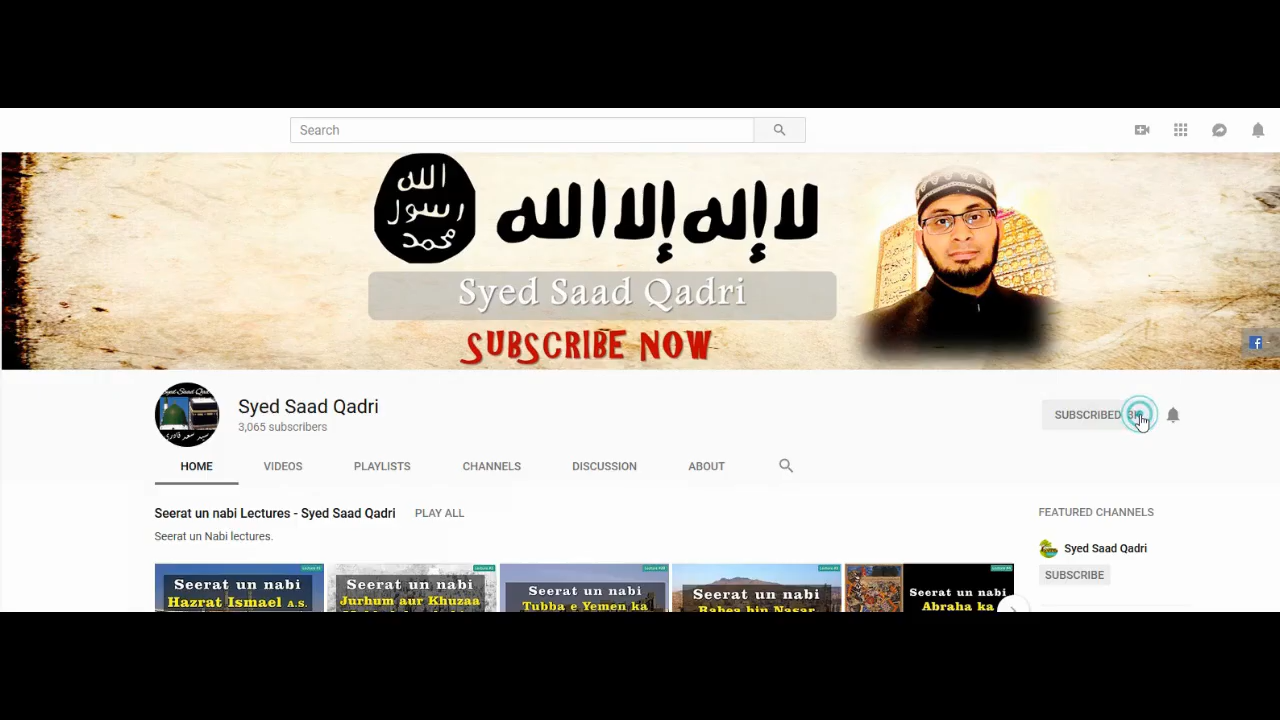 Search
الله
رسول
محمد
لا إله إلا الله
Syed Saad Qadri
SUBSCRIBE NOW
Syed Saad Qadri
3,065 subscribers
SUBSCRIBED
HOME VIDEOS PLAYLISTS CHANNELS DISCUSSION ABOUT
Seerat un nabi Lectures - Syed Saad Qadri PLAY ALL
Seerat un Nabi lectures.
FEATURED CHANNELS
Syed Saad Qadri
SUBSCRIBE
Seerat un nabi
Hazrat Ismael A.S.
Seerat un nabi
Jurhum aur Khuzaa
Seerat un nabi
Tubba e Yemen ka
Seerat un nabi
Rabea bin Nasar
Seerat un nabi
Abraha ka